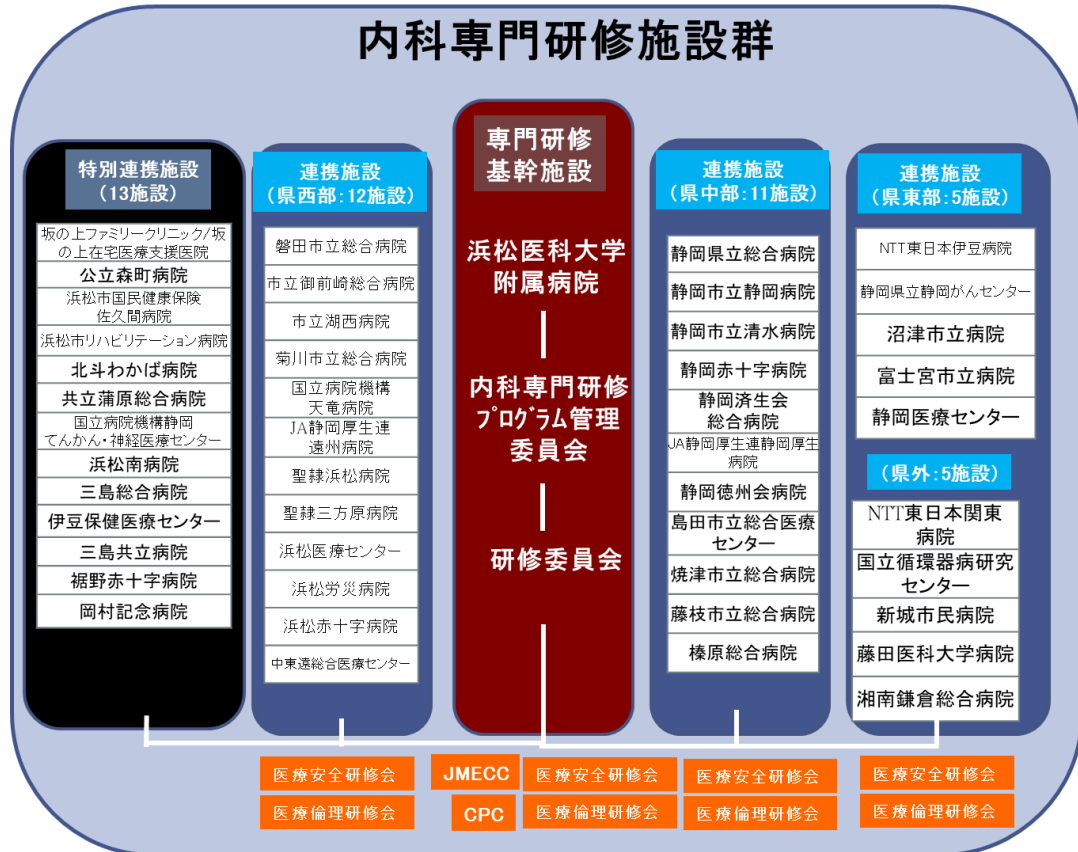 内科専門研修施設群
特別連携施設
（13施設）
坂の上ファミリークリニック/坂
の上在宅医療支援医院
公立森町病院
浜松市国民健康保険
佐久間病院
浜松市リハビリテーション病院
北斗わかば病院
共立蒲原総合病院
国立病院機構静岡
てんかん・神経医療センター
浜松南病院
三島総合病院
伊豆保健医療センター
三島共立病院
裾野赤十字病院
岡村記念病院
連携施設
（県西部：12施設）
磐田市立総合病院
市立御前崎総合病院
市立湖西病院
菊川市立総合病院
国立病院機構
天竜病院
JA静岡厚生連
遠州病院
聖隷浜松病院
聖隷三方原病院
浜松医療センター
浜松労災病院
浜松赤十字病院
中東遠総合医療センター
専門研修
基幹施設
浜松医科大学
附属病院
内科専門研修
プログラム管理
委員会
研修委員会
連携施設
（県中部：11施設）
静岡県立総合病院
静岡市立静岡病院
静岡市立清水病院
静岡赤十字病院
静岡済生会
総合病院
JA静岡厚生連静岡厚生
病院
静岡徳州会病院
島田市立総合医療
センター
焼津市立総合病院
藤枝市立総合病院
榛原総合病院
連携施設
（県東部：5施設）
NTT東日本伊豆病院
静岡県立静岡がんセンター
沼津市立病院
富士宮市立病院
静岡医療センター
（県外：5施設）
NTT東日本関東
病院
国立循環器病研究
センター
新城市民病院
藤田医科大学病院
湘南鎌倉総合病院
医療安全研修会
医療倫理研修会
JMECC
医療安全研修会
CPC
医療倫理研修会
医療安全研修会
医療倫理研修会
医療安全研修会
医療倫理研修会